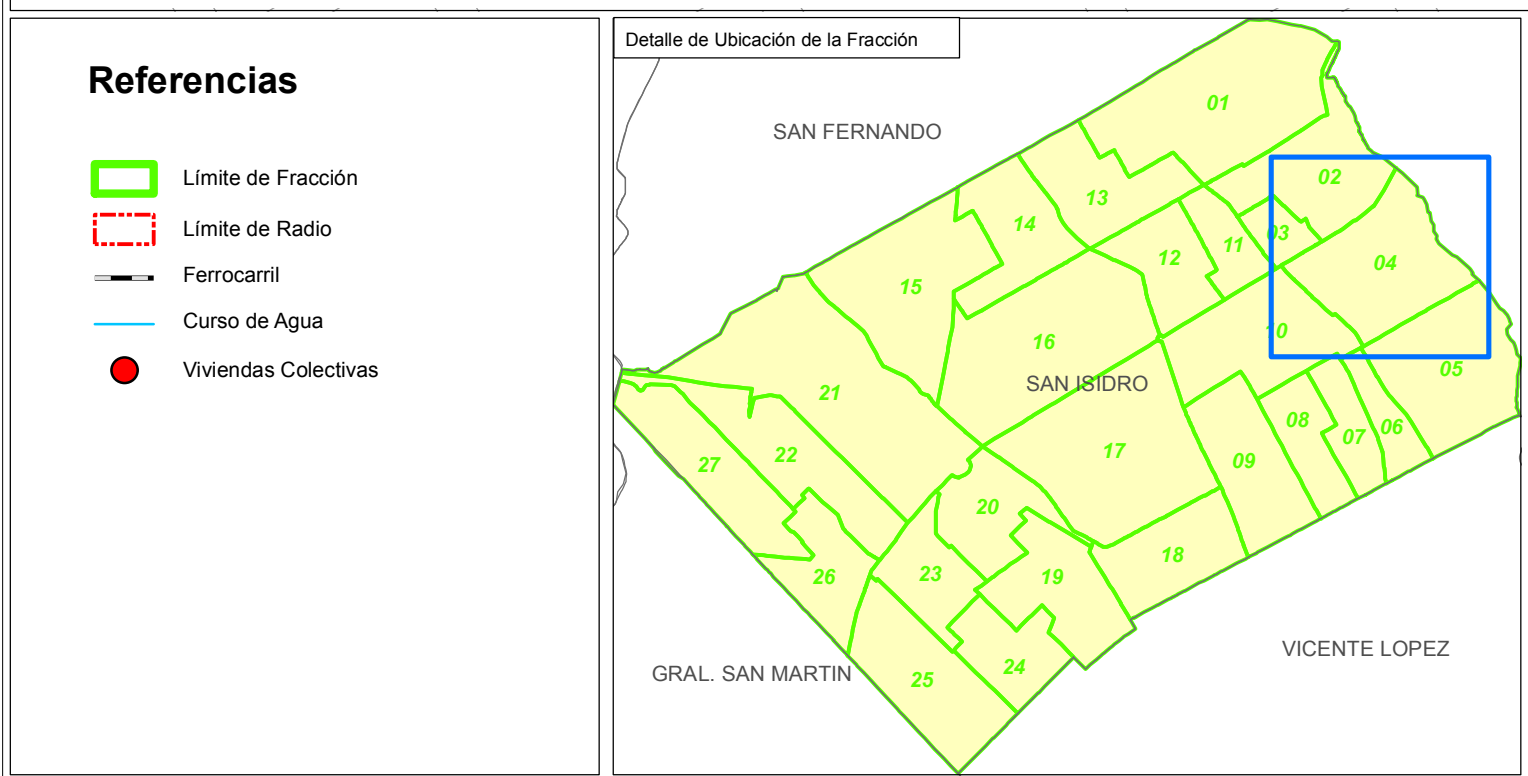 Referencias
Límite de Fracción
Límite de Radio
Ferrocarril
Curso de Agua
Viviendas Colectivas
Detalle de Ubicación de la Fracción
01
SAN FERNANDO
02
13
14
03
11
12
04
15
10
16
05
SAN ISIDRO
21
08
06
07
17
22
09
27
20
18
23
19
26
VICENTE LOPEZ
24
GRAL. SAN MARTIN
25